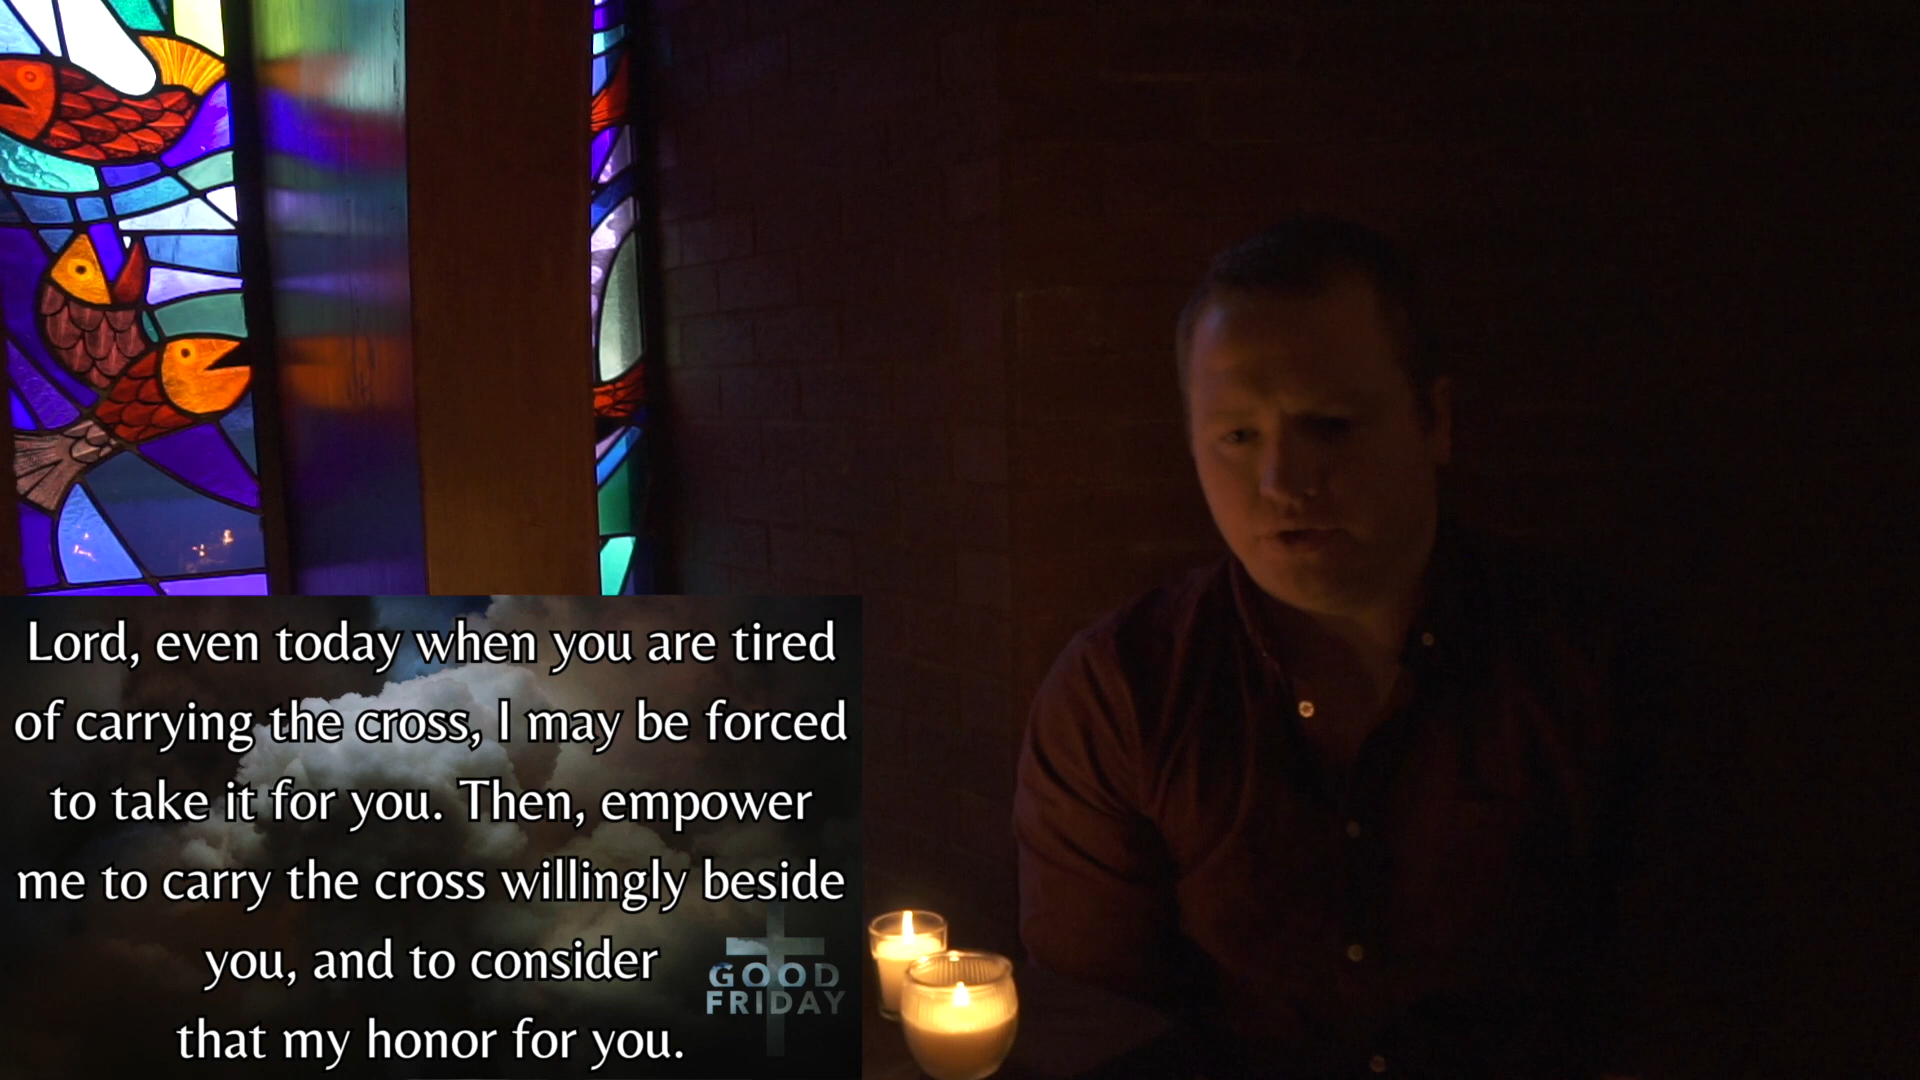 Lord, even today when you are tired
of carrying the cross, I may be forced
to take it for you. Then, empower
me to carry the cross willingly beside
you, and to consider
that my honor for you.
GOOD
FRIDAY